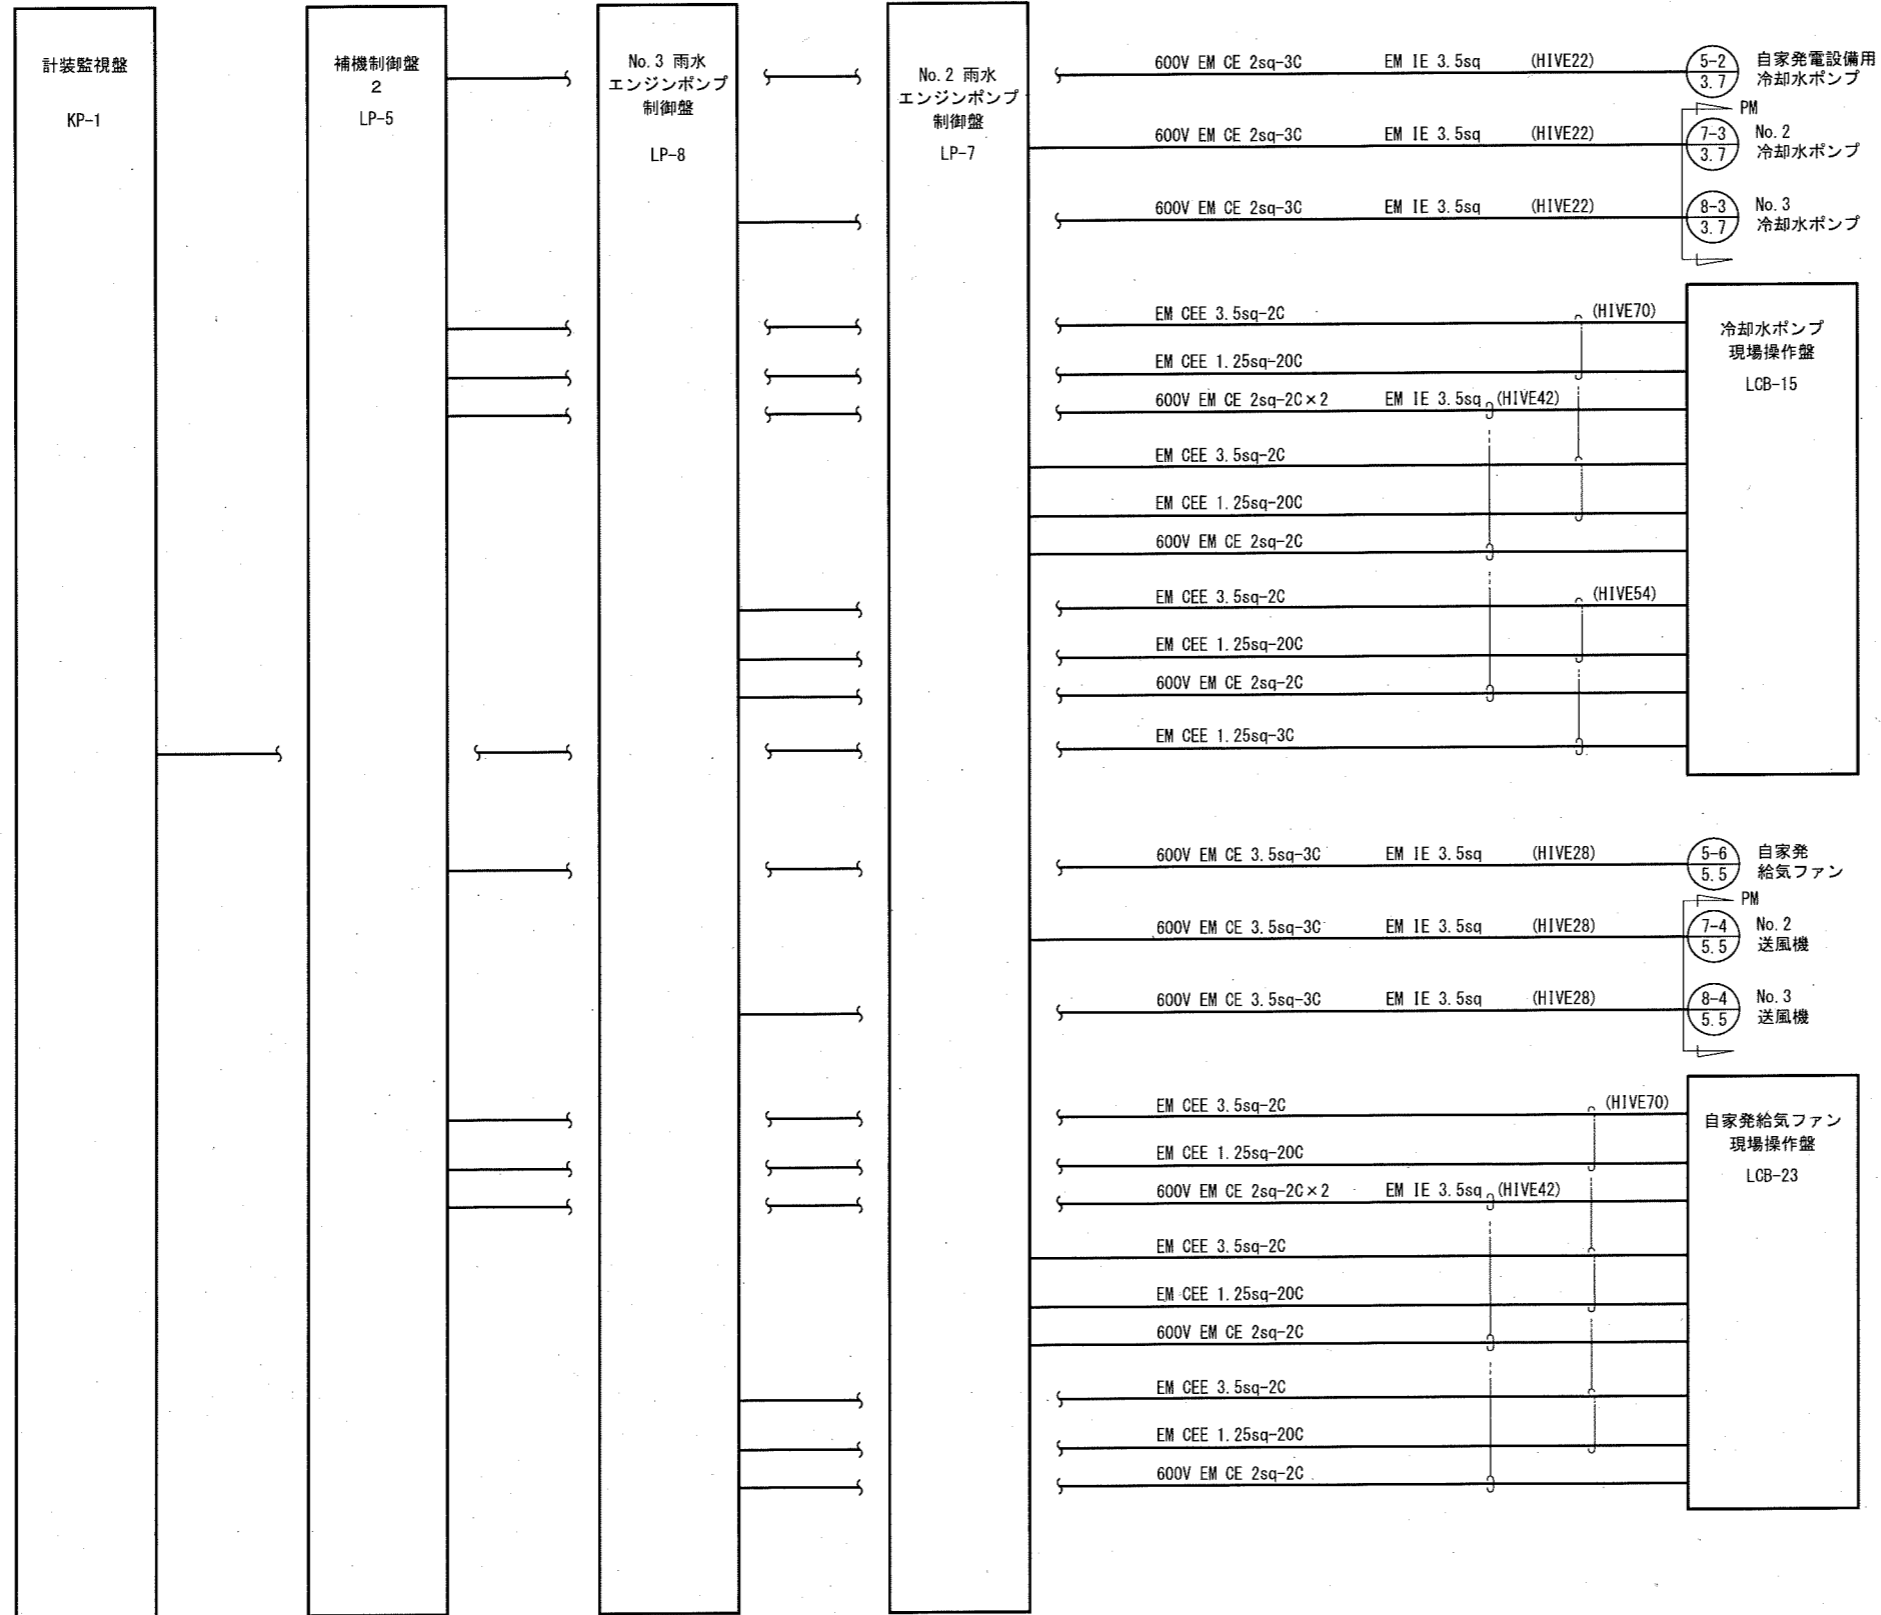 計装監視盤
KP-1
補機制御盤
2
LP-5
No.3 雨水
エンジンポンプ
制御盤
LP-8
No.2 雨水
エンジンポンプ
制御盤
LP-7
600V EM CE 2sq-3C EM IE 3.5sq (HIVE22)
5-2
3.7
自家発電設備用
冷却水ポンプ
PM
600V EM CE 2sq-3C EM IE 3.5sq (HIVE22)
7-3
3.7
No.2
冷却水ポンプ
600V EM CE 2sq-3C EM IE 3.5sq (HIVE22)
8-3
3.7
No.3
冷却水ポンプ
EM CEE 3.5sq-2C (HIVE70)
EM CEE 1.25sq-20C
600V EM CE 2sq-2C×2 EM IE 3.5sq (HIVE42)
EM CEE 3.5sq-2C
EM CEE 1.25sq-20C
600V EM CE 2sq-2C
EM CEE 3.5sq-2C (HIVE54)
EM CEE 1.25sq-20C
600V EM CE 2sq-2C
EM CEE 1.25sq-3C
冷却水ポンプ
現場操作盤
LCB-15
600V EM CE 3.5sq-3C EM IE 3.5sq (HIVE28)
5-6
5.5
自家発
給気ファン
PM
600V EM CE 3.5sq-3C EM IE 3.5sq (HIVE28)
7-4
5.5
No.2
送風機
600V EM CE 3.5sq-3C EM IE 3.5sq (HIVE28)
8-4
5.5
No.3
送風機
EM CEE 3.5sq-2C (HIVE70)
EM CEE 1.25sq-20C
600V EM CE 2sq-2C×2 EM IE 3.5sq (HIVE42)
EM CEE 3.5sq-2C
EM CEE 1.25sq-20C
600V EM CE 2sq-2C
EM CEE 3.5sq-2C
EM CEE 1.25sq-20C
600V EM CE 2sq-2C
自家発給気ファン
現場操作盤
LCB-23